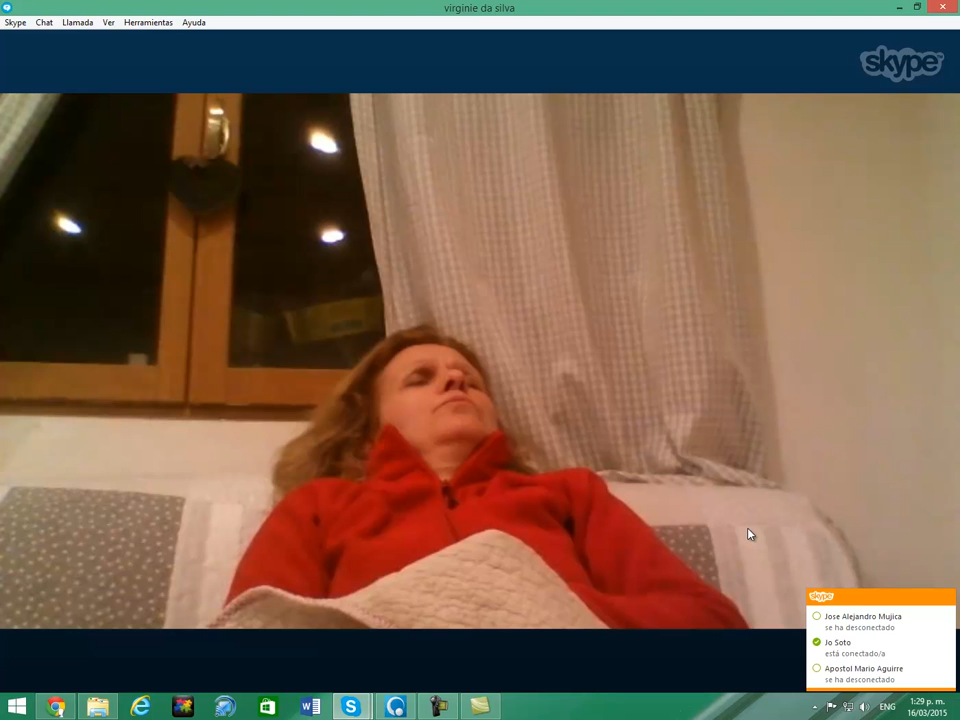 virginie da silva
Skype Chat Llamada Ver Herramientas Ayuda
skype
skype
Jose Alejandro Mujica
se ha desconectado
Jo Soto
está conectado/a
Apostol Mario Aguirre
se ha desconectado
ENG
1:29 p. m.
16/03/2015